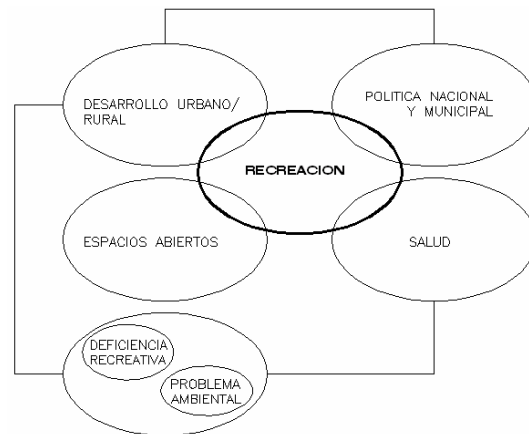 DESARROLLO URBANO/
RURAL
POLITICA NACIONAL
Y MUNICIPAL
RECREACION
ESPACIOS ABIERTOS
SALUD
DEFICIENCIA
RECREATIVA
PROBLEMA
AMBIENTAL